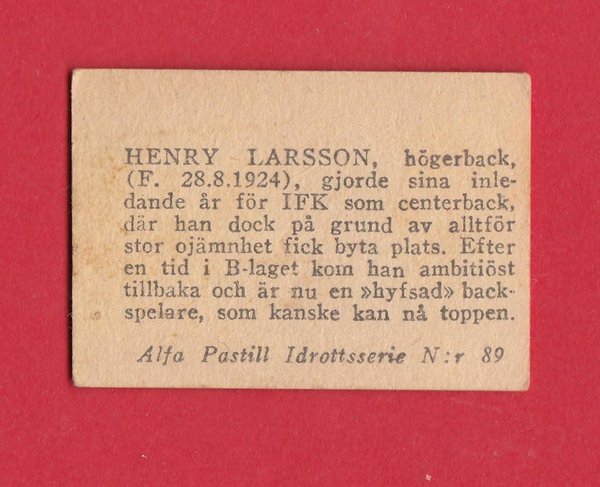 HENRY LARSSON, högerback,
(F. 28.8.1924), gjorde sina inle-
dande år för IFK som centerback,
där han dock på grund av alltför
stor ojämnhet fick byta plats. Efter
en tid i B-laget kom han ambitiöst
tillbaka och är nu en »hyfsad» back-
spelare, som kanske kan nå toppen.
Alfa Pastill Idrottsserie N:r 89